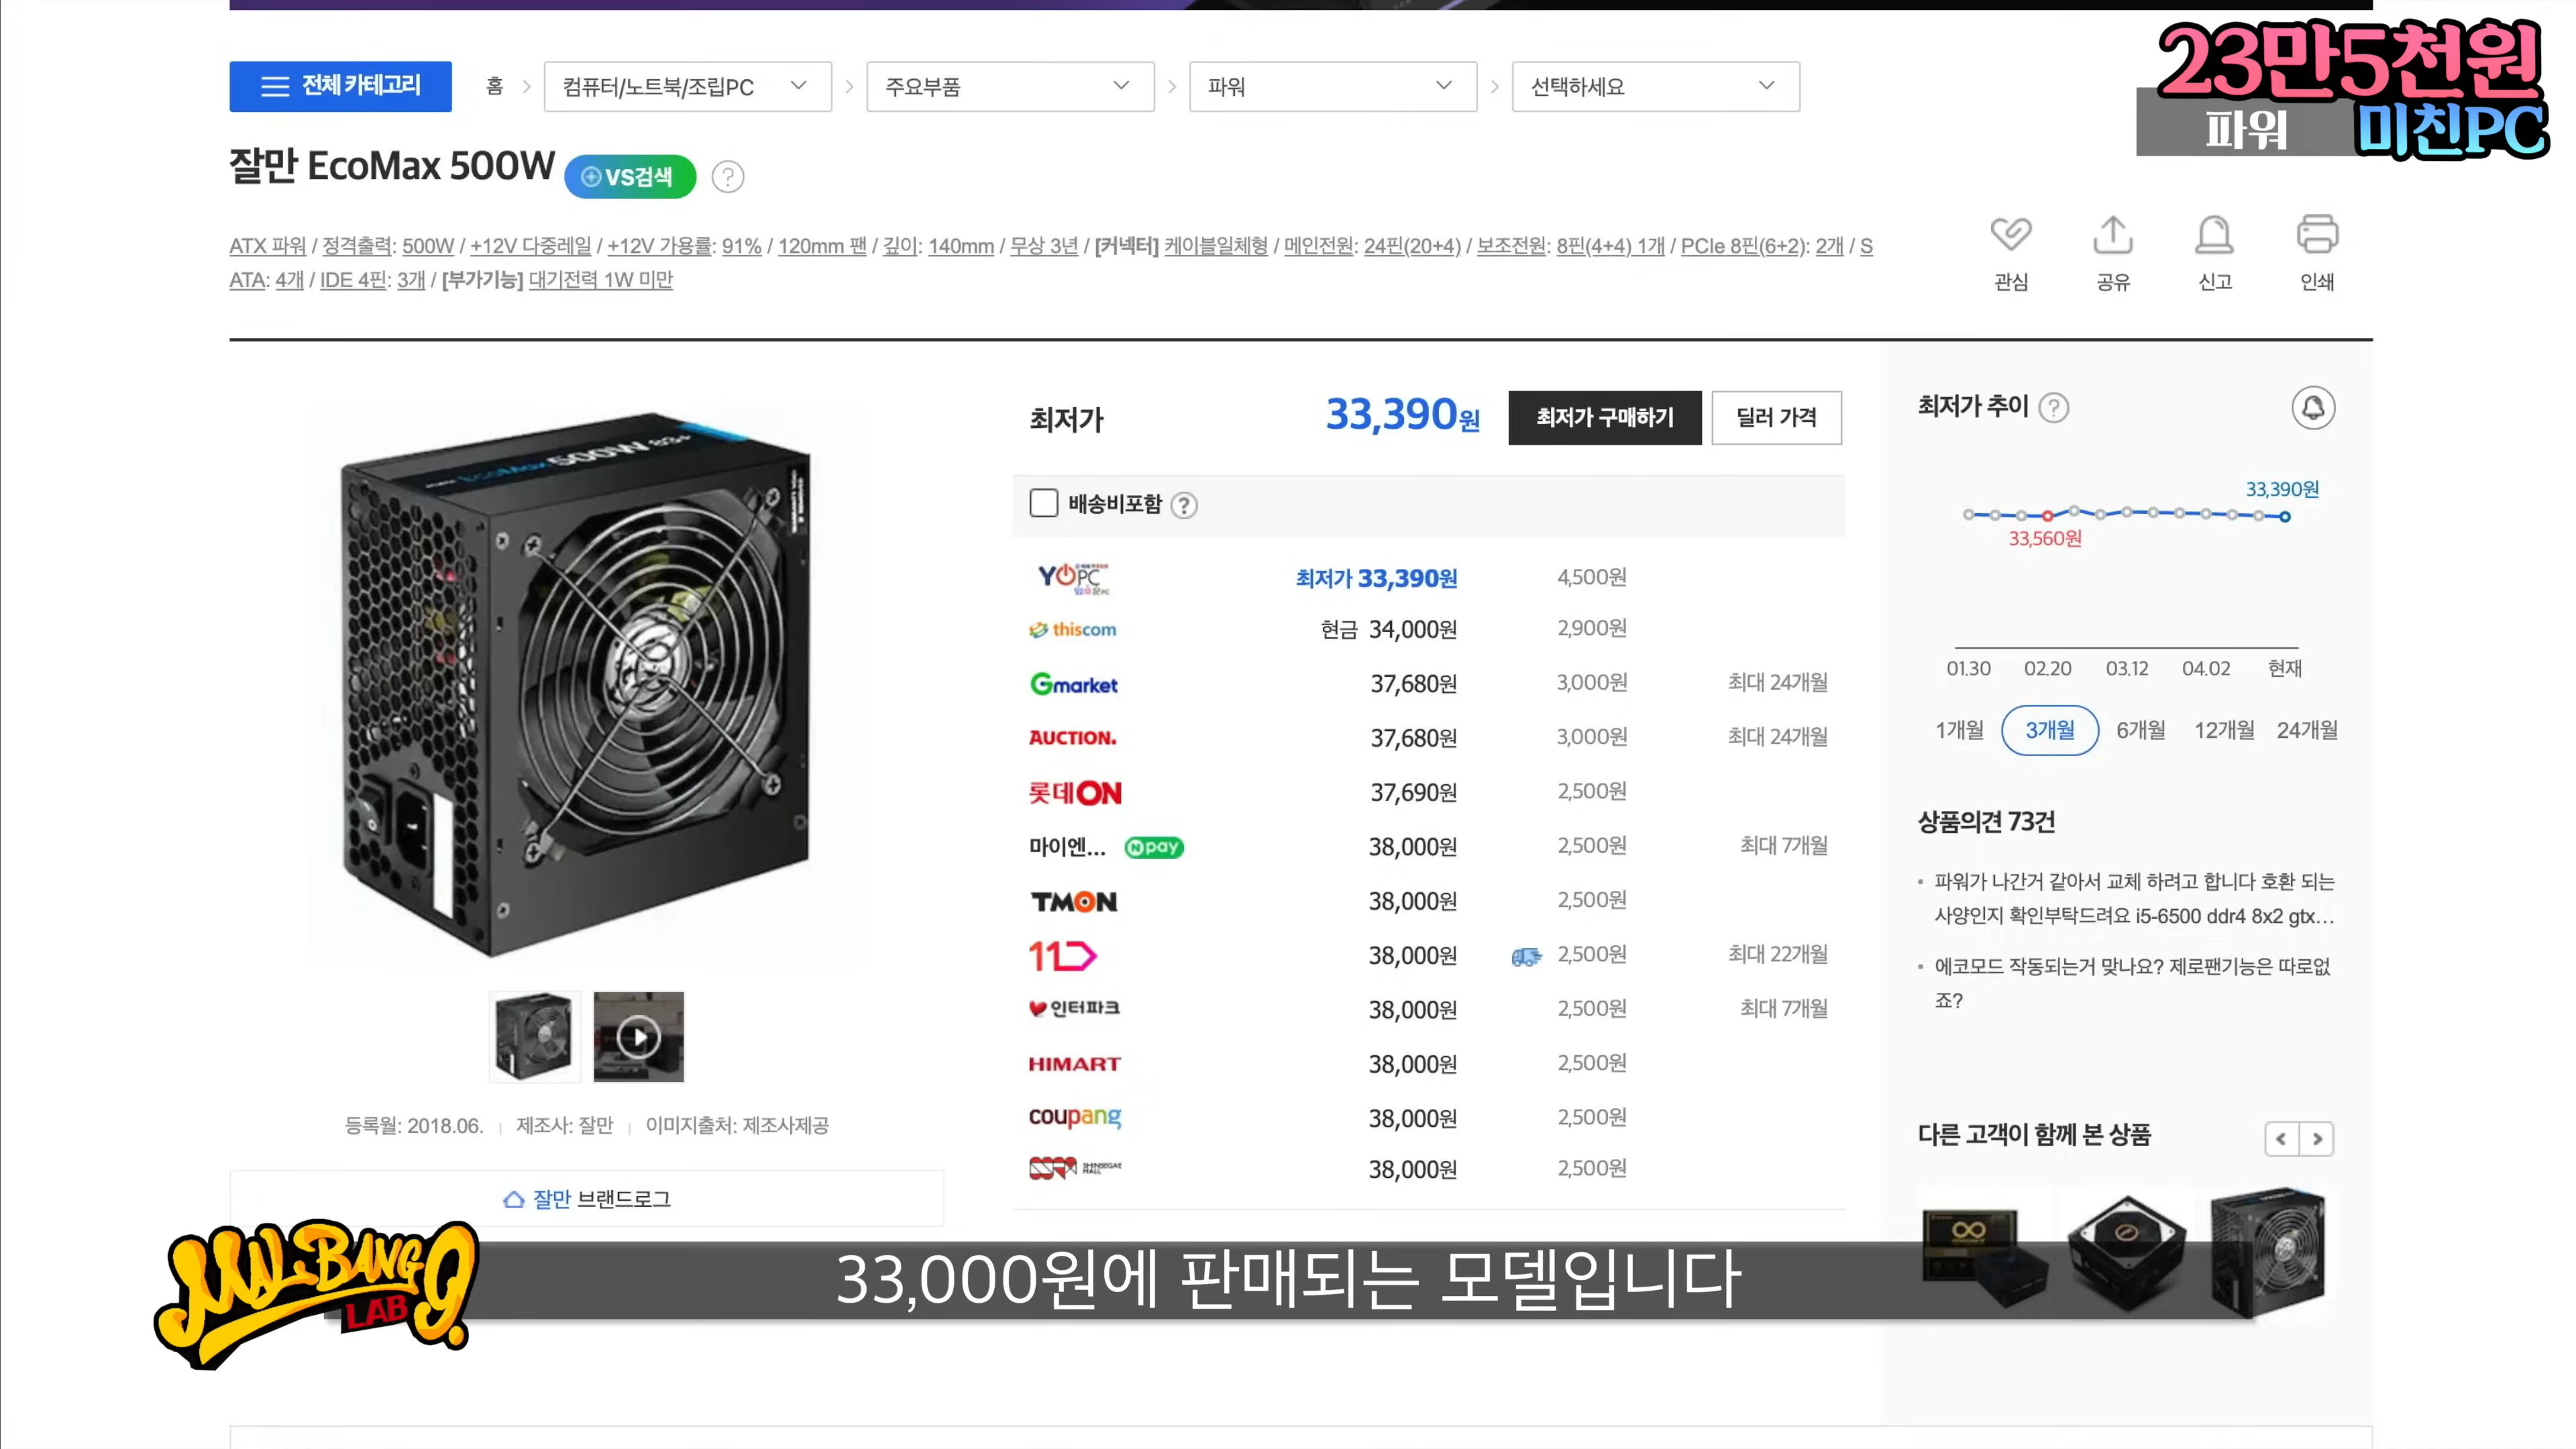 23만5천원
파워
미친PC
전체 카테고리
홈
컴퓨터/노트북/조립PC
주요부품
파워
선택하세요
잘만 EcoMax 500W
VS검색
?
ATX 파워 / 정격출력: 500W / +12V 다중레일 / +12V 가용률: 91% / 120mm 팬 / 깊이: 140mm / 무상 3년 / [커넥터] 케이블일체형 / 메인전원: 24핀(20+4) / 보조전원: 8핀(4+4) 1개 / PCIe 8핀(6+2): 2개 / S
ATA: 4개 / IDE 4핀: 3개 / [부가기능] 대기전력 1W 미만
관심
공유
신고
인쇄
EcoMax 500W 83+
최저가
33,390원
최저가 구매하기
딜러 가격
배송비포함 ?
YOPC 최저가 33,390원 4,500원
thiscom 현금 34,000원 2,900원
Gmarket 37,680원 3,000원 최대 24개월
AUCTION. 37,680원 3,000원 최대 24개월
롯데ON 37,690원 2,500원
마이엔... N pay 38,000원 2,500원 최대 7개월
TMON 38,000원 2,500원
11 38,000원 2,500원 최대 22개월
인터파크 38,000원 2,500원 최대 7개월
HIMART 38,000원 2,500원
coupang 38,000원 2,500원
SHINSEGAE MALL 38,000원 2,500원
최저가 추이 ?
33,390원
33,560원
01.30 02.20 03.12 04.02 현재
1개월 3개월 6개월 12개월 24개월
상품의견 73건
파워가 나간거 같아서 교체 하려고 합니다 호환 되는
사양인지 확인부탁드려요 i5-6500 ddr4 8x2 gtx...
에코모드 작동되는거 맞나요? 제로팬기능은 따로없
죠?
다른 고객이 함께 본 상품
등록월: 2018.06. 제조사: 잘만 이미지출처: 제조사제공
잘만 브랜드로그
MAL.BANG 9.
LAB
33,000원에 판매되는 모델입니다